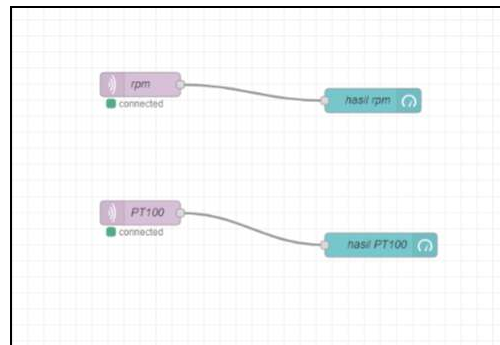 rpm
connected
hasil rpm
PT100
connected
hasil PT100